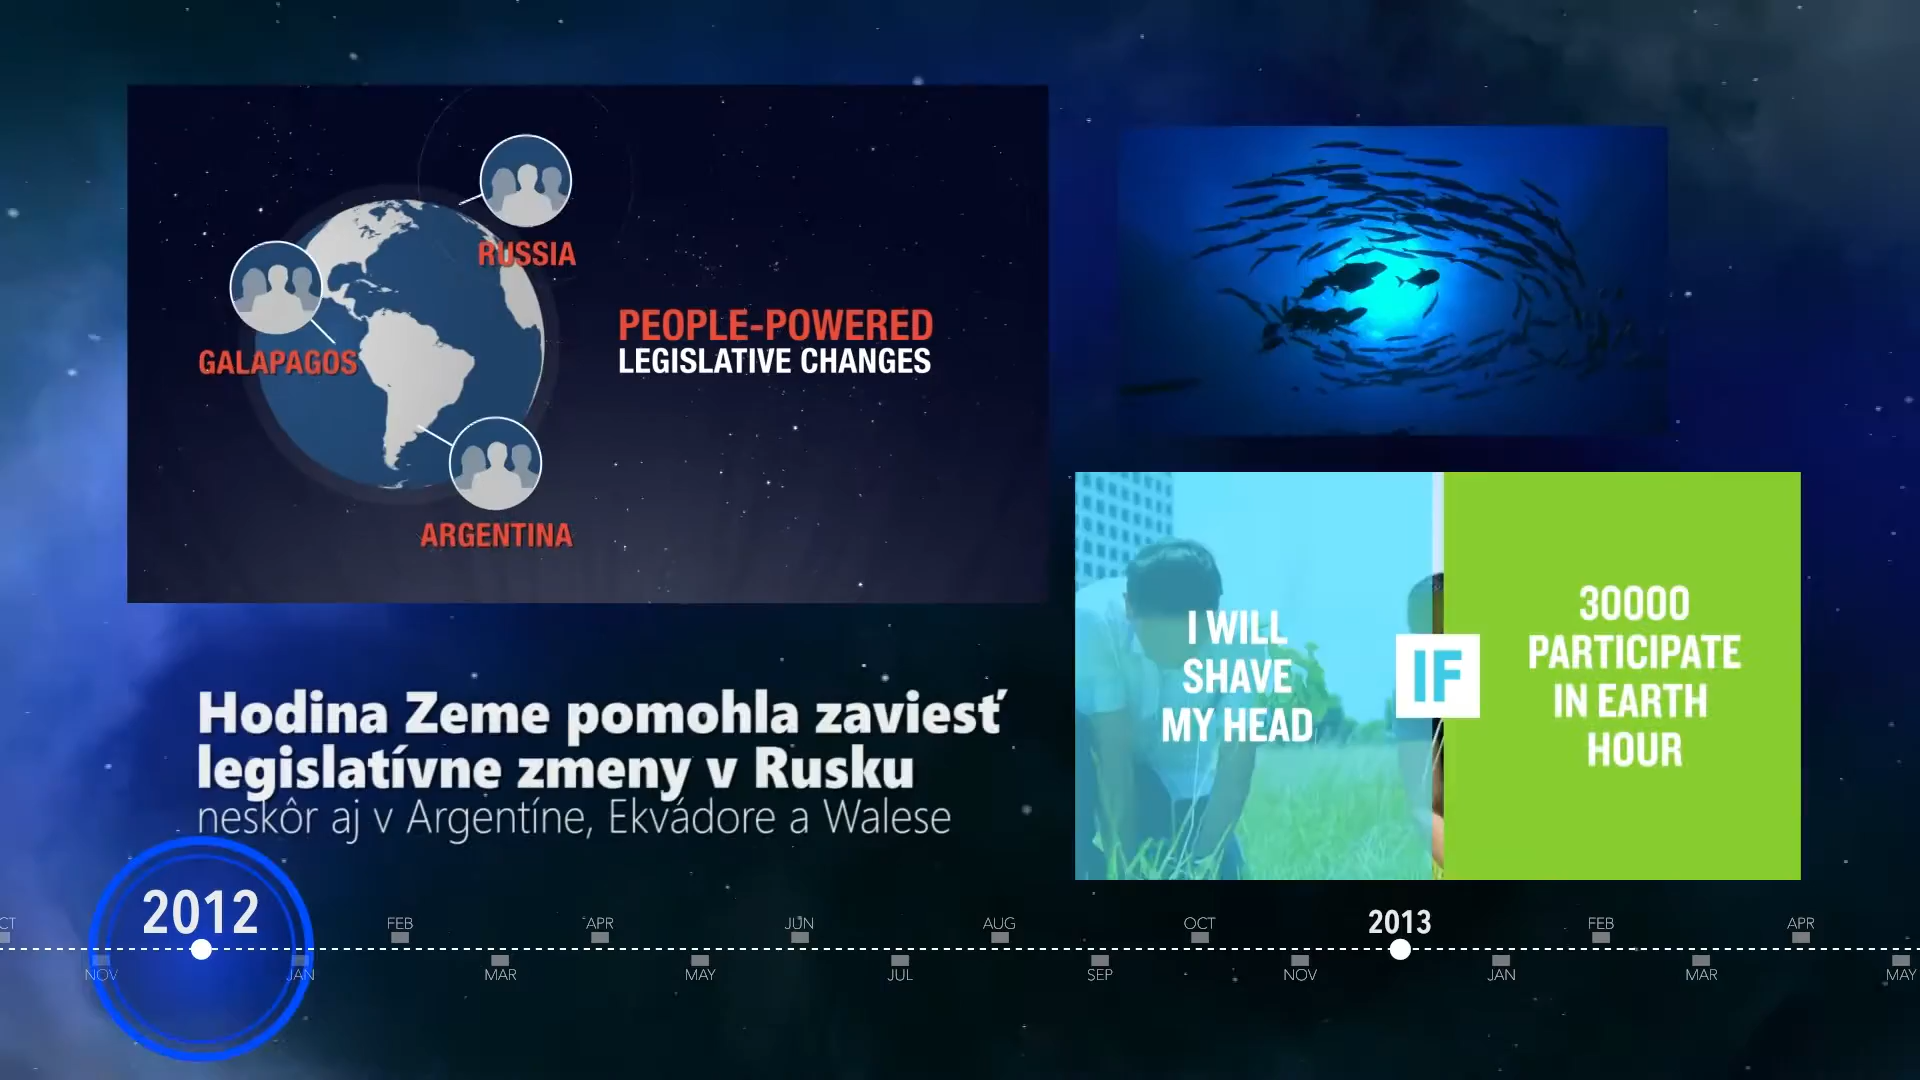 RUSSIA
GALAPAGOS
ARGENTINA
PEOPLE-POWERED
LEGISLATIVE CHANGES
I WILL
SHAVE
MY HEAD
IF
30000
PARTICIPATE
IN EARTH
HOUR
Hodina Zeme pomohla zaviesť
legislatívne zmeny v Rusku
neskôr aj v Argentíne, Ekvádore a Walese
2012
FEB
APR
JUN
AUG
OCT
2013
FEB
APR
NOV
JAN
MAR
MAY
JUL
SEP
NOV
JAN
MAR
MAY